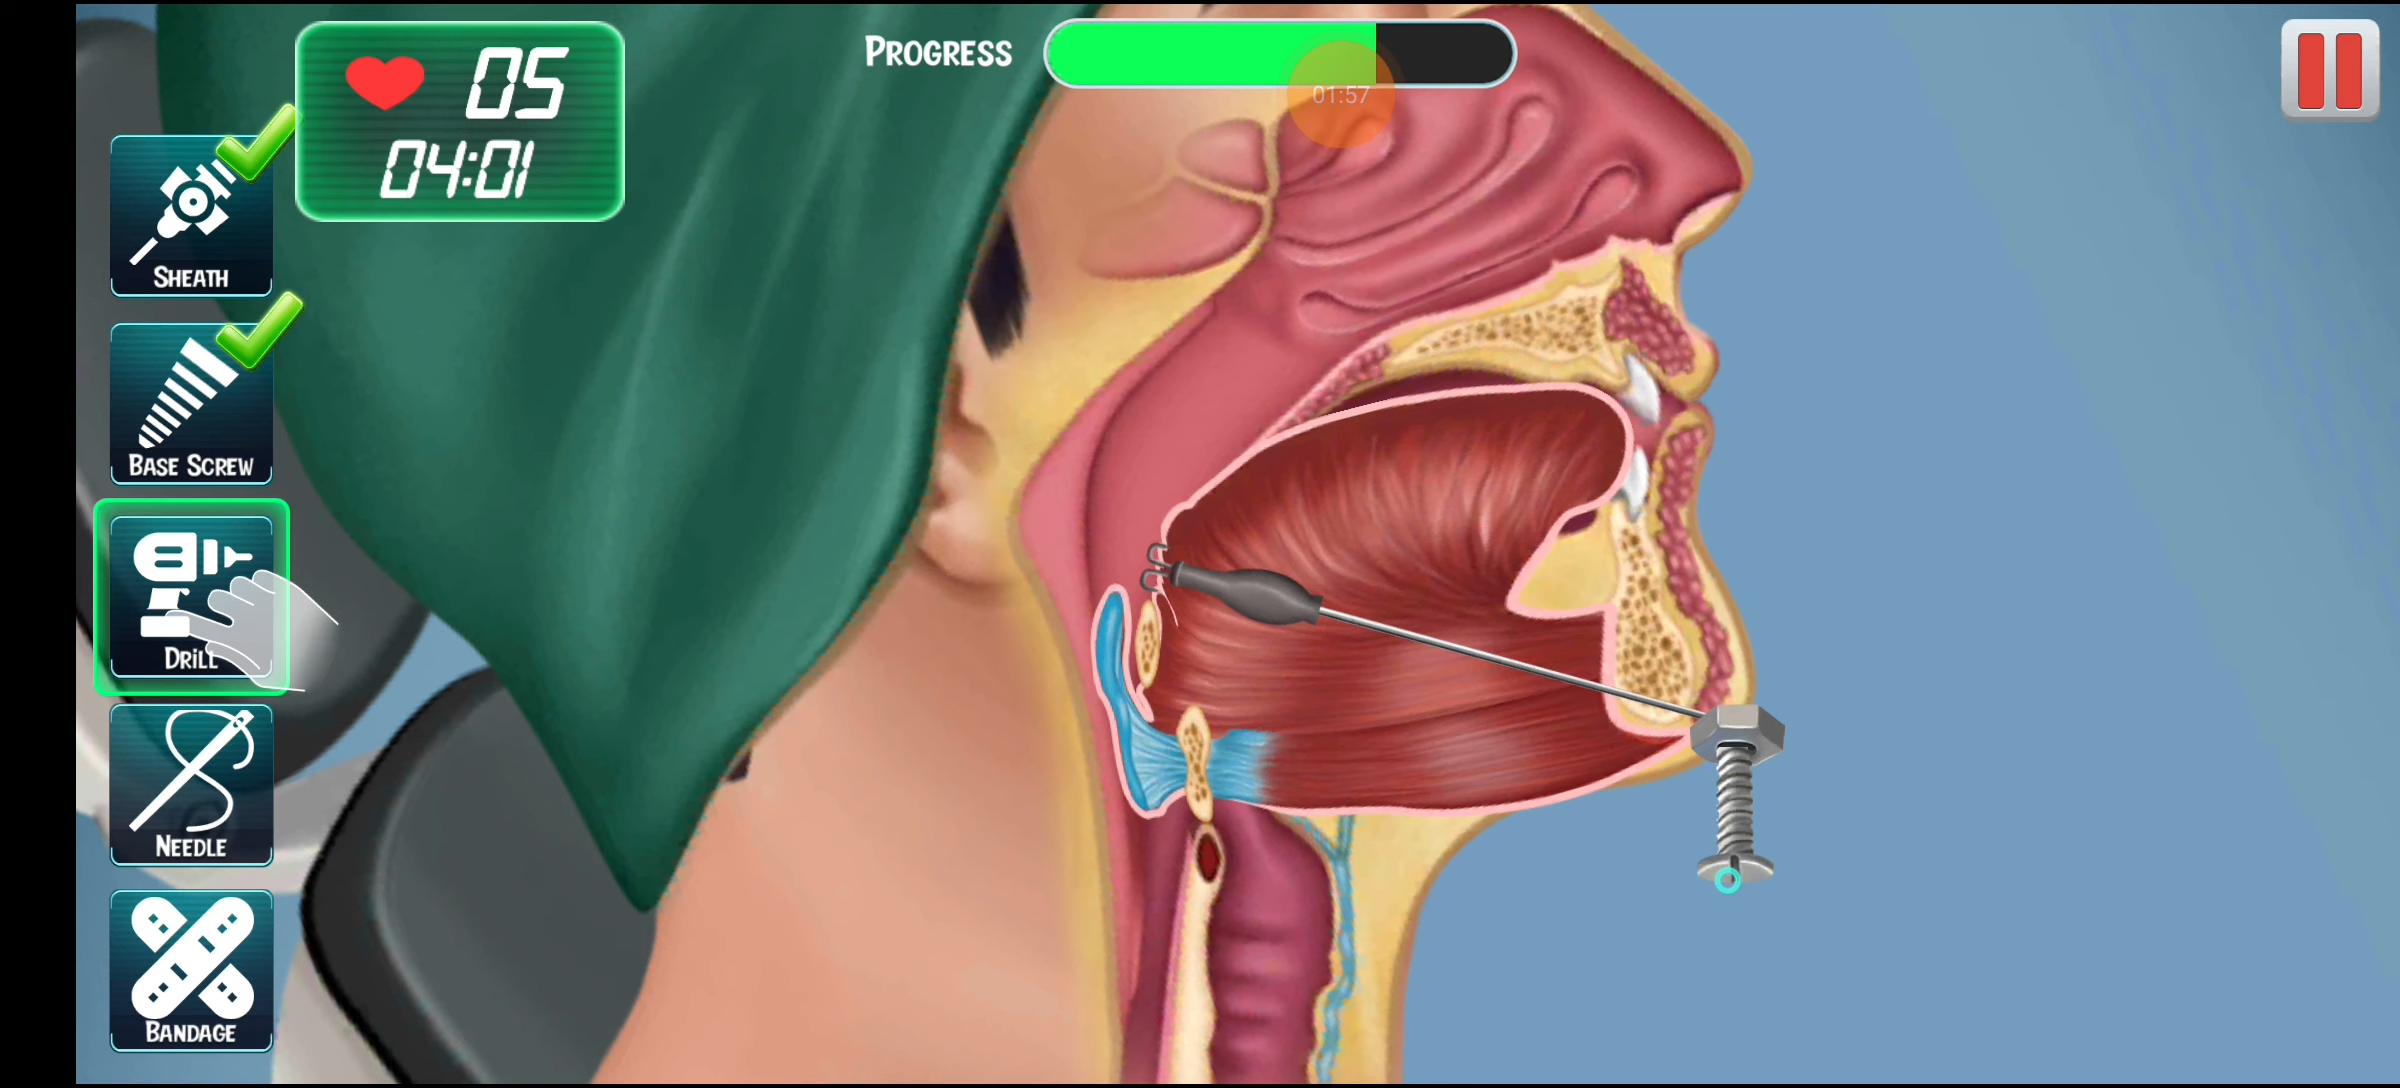 PROGRESS
05
04:01
01:57
SHEATH
BASE SCREW
DRILL
NEEDLE
BANDAGE